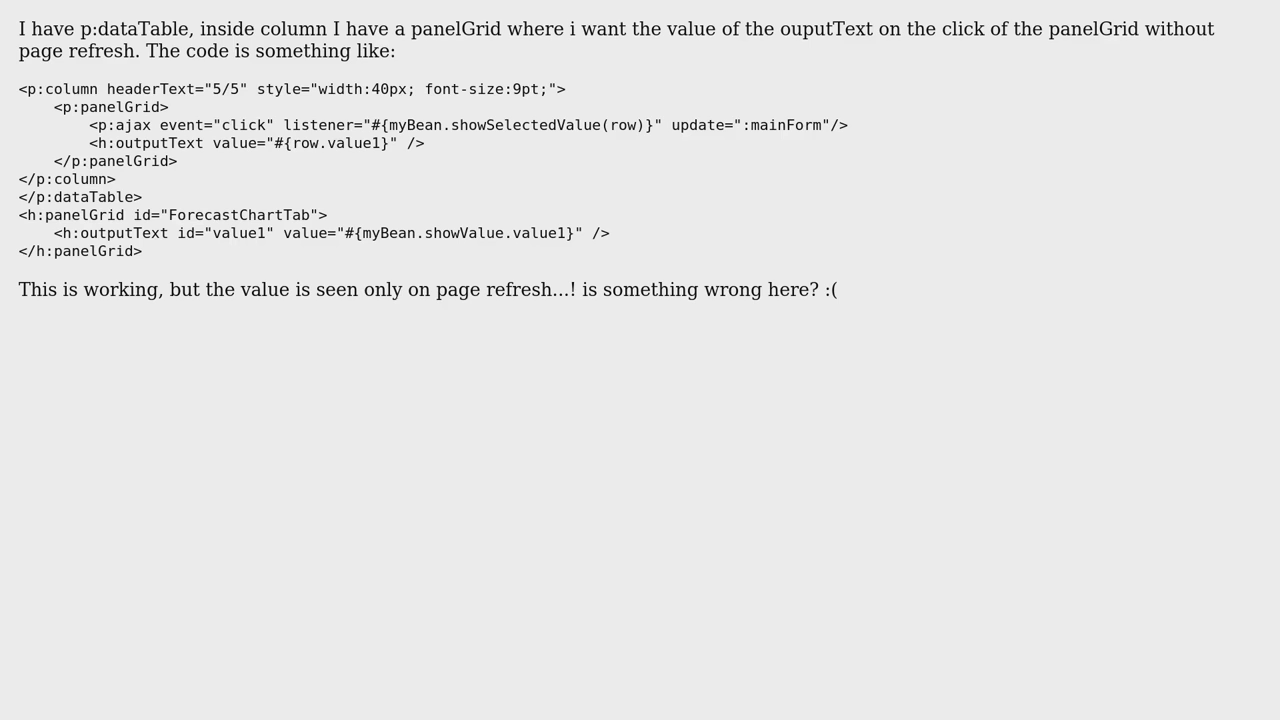 I have p:dataTable, inside column I have a panelGrid where i want the value of the ouputText on the click of the panelGrid without
page refresh. The code is something like:
<p:column headerText="5/5" style="width:40px; font-size:9pt;">
    <p:panelGrid>
        <p:ajax event="click" listener="#{myBean.showSelectedValue(row)}" update=":mainForm"/>
        <h:outputText value="#{row.value1}" />
    </p:panelGrid>
</p:column>
</p:dataTable>
<h:panelGrid id="ForecastChartTab">
    <h:outputText id="value1" value="#{myBean.showValue.value1}" />
</h:panelGrid>
This is working, but the value is seen only on page refresh...! is something wrong here? :(